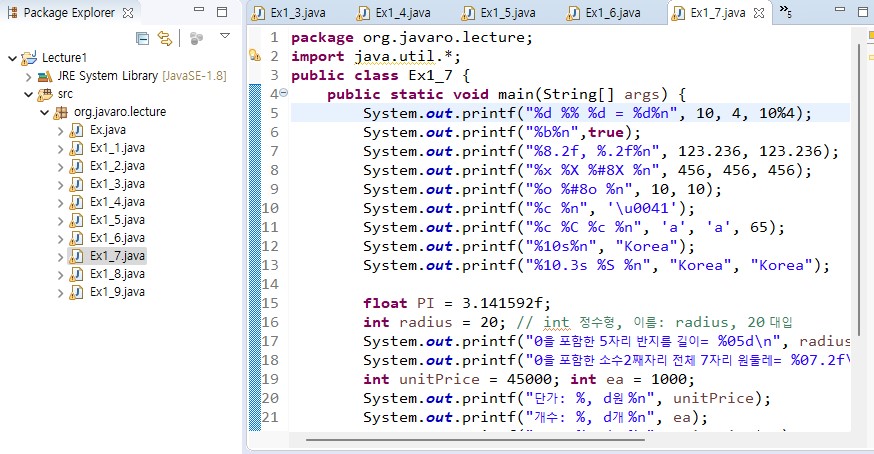 Package Explorer
Lecture1
JRE System Library [JavaSE-1.8]
src
org.javaro.lecture
Ex.java
Ex1_1.java
Ex1_2.java
Ex1_3.java
Ex1_4.java
Ex1_5.java
Ex1_6.java
Ex1_7.java
Ex1_8.java
Ex1_9.java
Ex1_3.java Ex1_4.java Ex1_5.java Ex1_6.java Ex1_7.java »5
1 package org.javaro.lecture;
2 import java.util.*;
3 public class Ex1_7 {
4 public static void main(String[] args) {
5 System.out.printf("%d %% %d = %d%n", 10, 4, 10%4);
6 System.out.printf("%b%n",true);
7 System.out.printf("%8.2f, %.2f%n", 123.236, 123.236);
8 System.out.printf("%x %X %#8X %n", 456, 456, 456);
9 System.out.printf("%o %#8o %n", 10, 10);
10 System.out.printf("%c %n", '\u0041');
11 System.out.printf("%c %C %c %n", 'a', 'a', 65);
12 System.out.printf("%10s%n", "Korea");
13 System.out.printf("%10.3s %S %n", "Korea", "Korea");
14
15 float PI = 3.141592f;
16 int radius = 20; // int 정수형, 이름: radius, 20 대입
17 System.out.printf("0을 포함한 5자리 반지름 길이= %05d\n", radius
18 System.out.printf("0을 포함한 소수2째자리 전체 7자리 원둘레= %07.2f\
19 int unitPrice = 45000; int ea = 1000;
20 System.out.printf("단가: %, d원 %n", unitPrice);
21 System.out.printf("개수: %, d개 %n", ea);